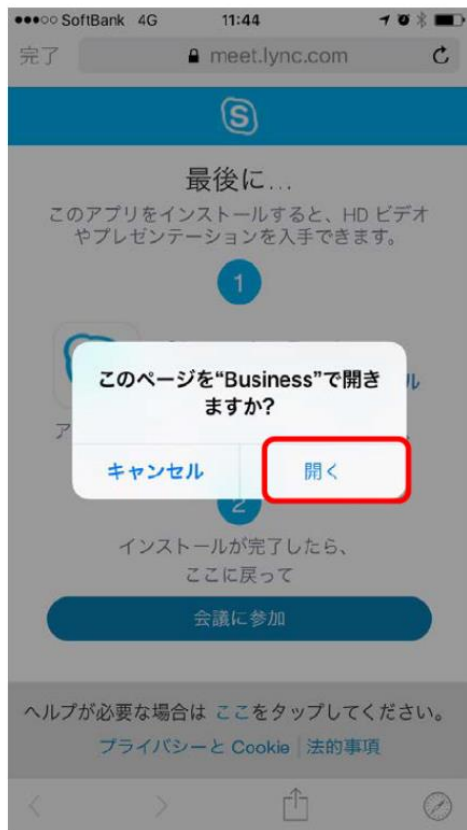 SoftBank 4G 11:44
完了 meet.lync.com
最後に...
このアプリをインストールすると、HD ビデオ
やプレゼンテーションを入手できます。
1
このページを“Business”で開き
ますか?
ル
ア
キャンセル 開く
2
インストールが完了したら、
ここに戻って
会議に参加
ヘルプが必要な場合は ここをタップしてください。
プライバシーと Cookie | 法的事項